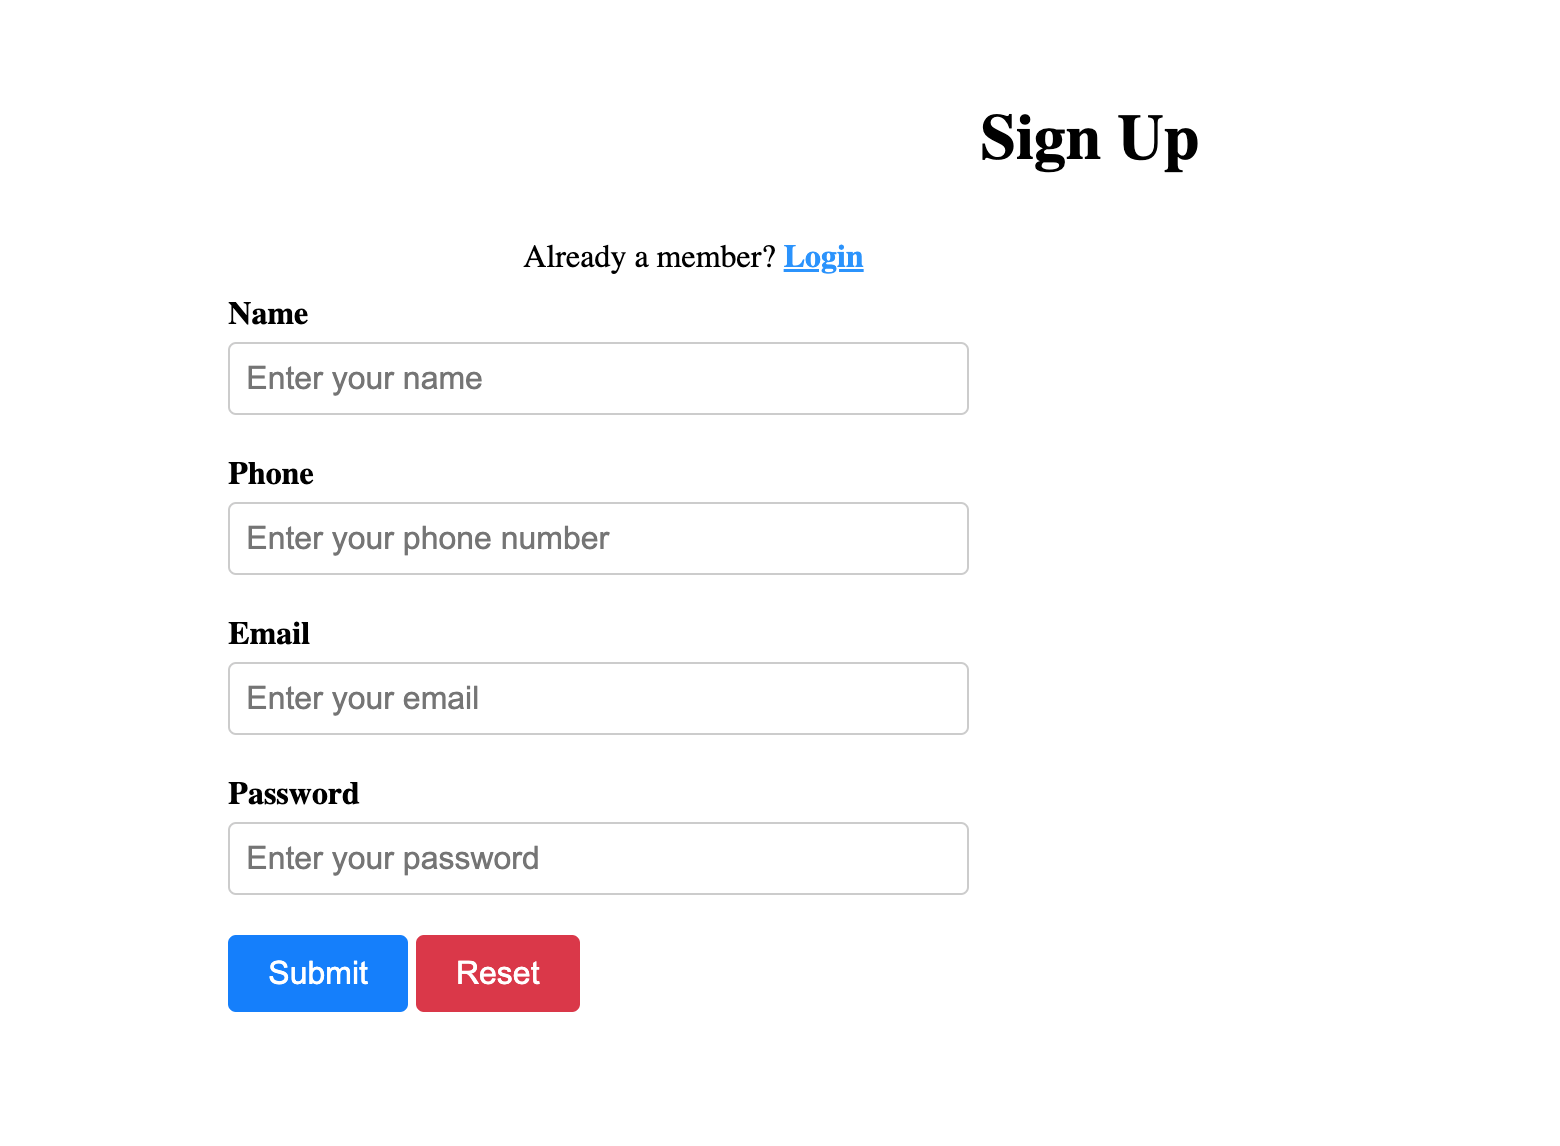 Sign Up
Already a member? Login
Name
Enter your name
Phone
Enter your phone number
Email
Enter your email
Password
Enter your password
Submit Reset